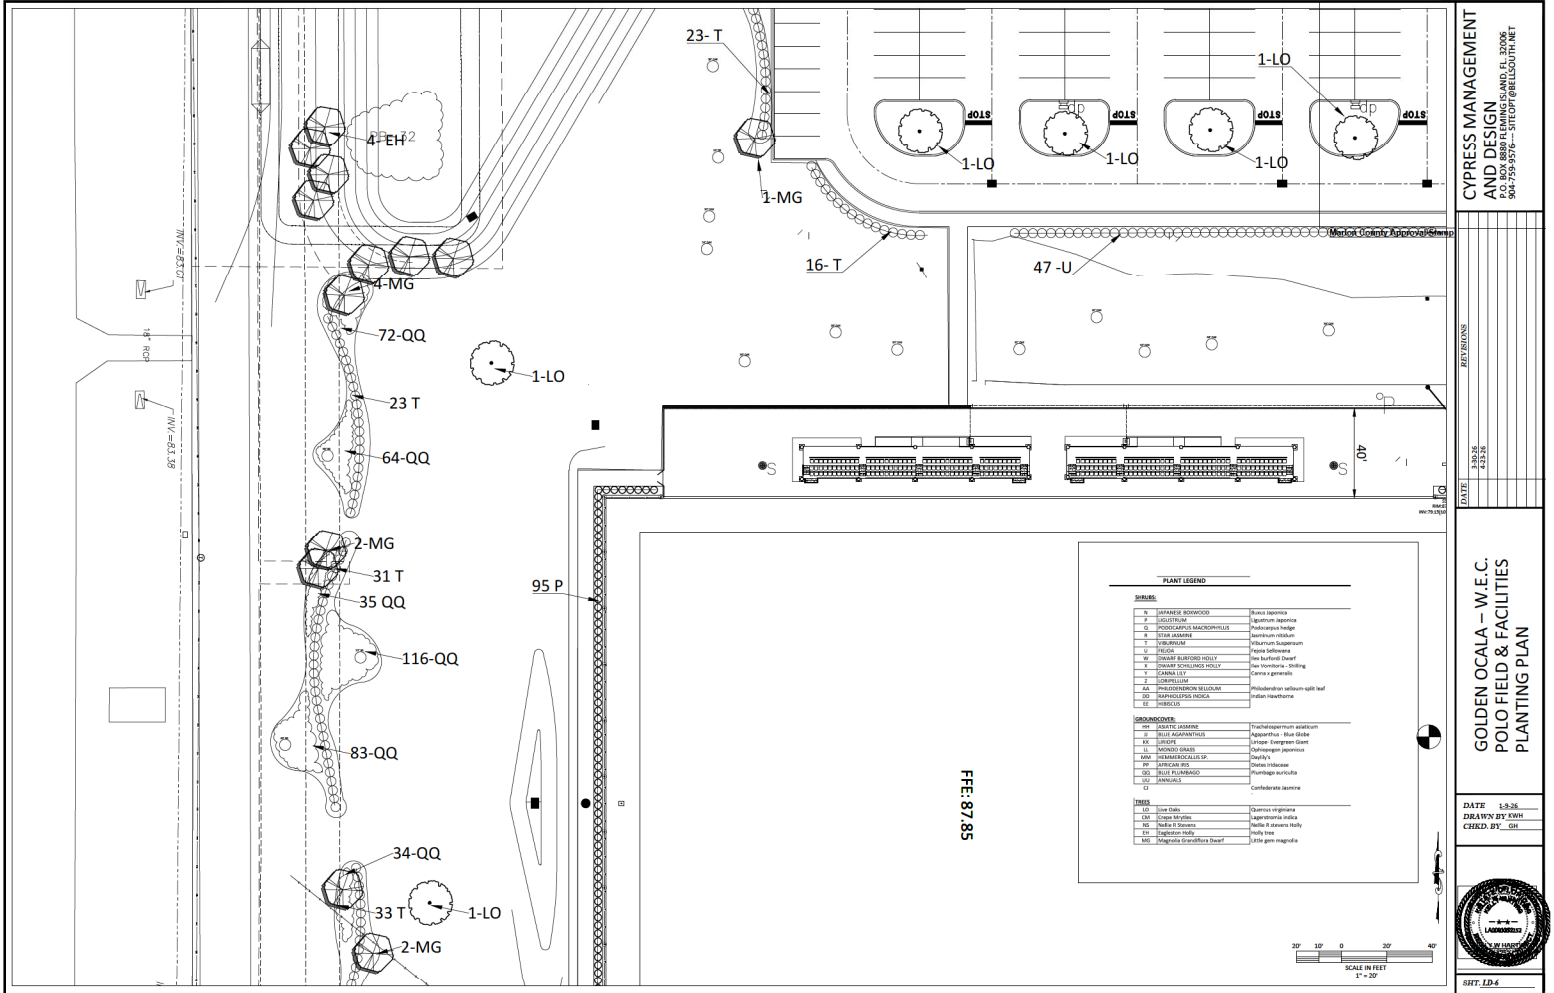 23- T
1-LO
4- EH
1-LO
1-LO
1-LO
STOP
STOP
STOP
STOP
1-MG
16- T
47 -U
Marion County Approval Stamp
4-MG
72-QQ
1-LO
23 T
64-QQ
18" RCP
INV.=83.38
40'
S
S
2-MG
31 T
35 QQ
95 P
116-QQ
83-QQ
34-QQ
33 T
1-LO
2-MG
FFE: 87.85
PLANT LEGEND
SHRUBS:
N JAPANESE BOXWOOD Buxus Japonica
P LIGUSTRUM Ligustrum Japonica
Q PODOCARPUS MACROPHYLUS Podocarpus hedge
R STAR JASMINE Jasminum nitidum
T VIBURNUM Viburnum Suspensum
U FEIJOA Fejoia Sellowana
W DWARF BURFORD HOLLY Ilex burfordi Dwarf
X DWARF SCHILLINGS HOLLY Ilex Vomitoria - Shilling
Y CANNA LILY Canna x generalis
Z LORIPELLUM
AA PHILODENDRON SELLOUM Philodendron selloum-split leaf
DD RAPHIOLEPSIS INDICA Indian Hawthorne
EE HIBISCUS
GROUNDCOVER:
HH ASIATIC JASMINE Trachelospermum asiaticum
JJ BLUE AGAPANTHUS Agapanthus - Blue Globe
KK LIRIOPE Liriope- Evergreen Giant
LL MONDO GRASS Ophiopogon japonicus
MM HEMMEROCALLIS SP. Daylily's
PP AFRICAN IRIS Dietes iridaceae
QQ BLUE PLUMBAGO Plumbago auriculta
UU ANNUALS
CJ Confederate Jasmine
TREES
LO Live Oaks Quercus virginiana
CM Crepe Mrytles Lagerstromia indica
NS Nellie R Stevens Nellie R stevens Holly
EH Eagleston Holly Holly tree
MG Magnolia Grandiflora Dwarf Little gem magnolia
20' 10' 0 20' 40'
SCALE IN FEET
1" = 20'
CYPRESS MANAGEMENT
AND DESIGN
P.O. BOX 8880 FLEMING ISLAND, FL. 32006
904-759-9576--- SITEOPT@BELLSOUTH.NET
REVISIONS
DATE
3-30-26
4-23-26
GOLDEN OCALA – W.E.C.
POLO FIELD & FACILITIES
PLANTING PLAN
DATE 1-9-26
DRAWN BY KWH
CHKD. BY GH
SHT. LD-6